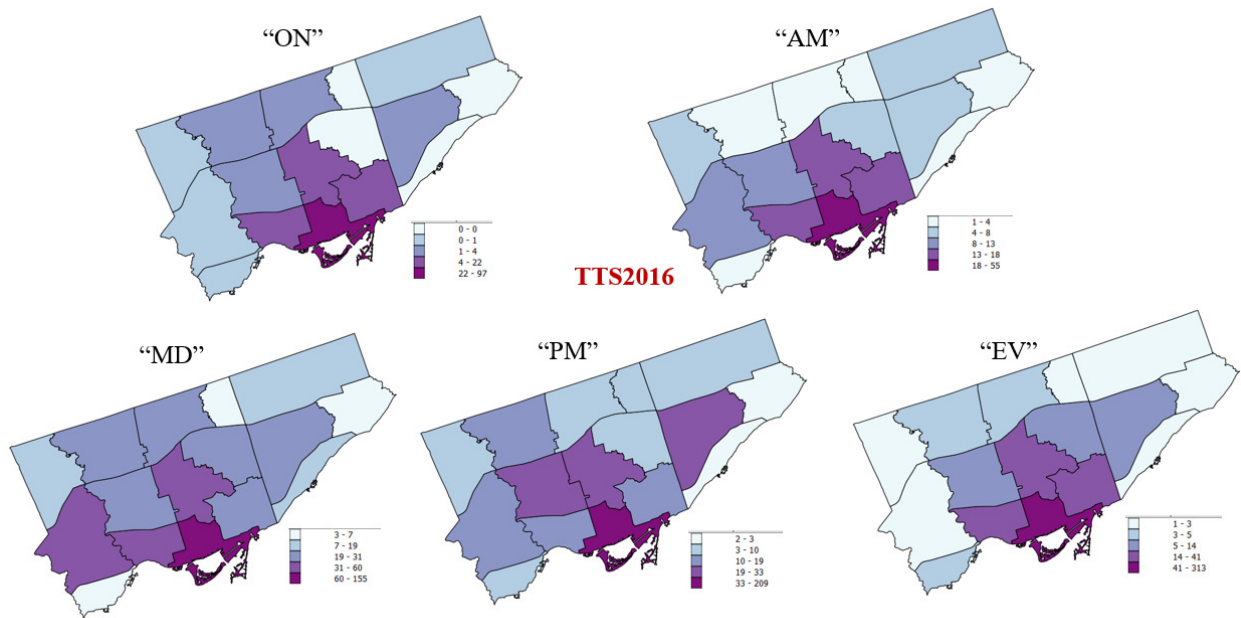 “ON”
“AM”
0 - 0
0 - 1
1 - 4
4 - 22
22 - 97
1 - 4
4 - 8
8 - 13
13 - 18
18 - 55
TTS2016
“MD”
“PM”
“EV”
3 - 7
7 - 19
19 - 31
31 - 60
60 - 155
2 - 3
3 - 10
10 - 19
19 - 33
33 - 209
1 - 3
3 - 5
5 - 14
14 - 41
41 - 313